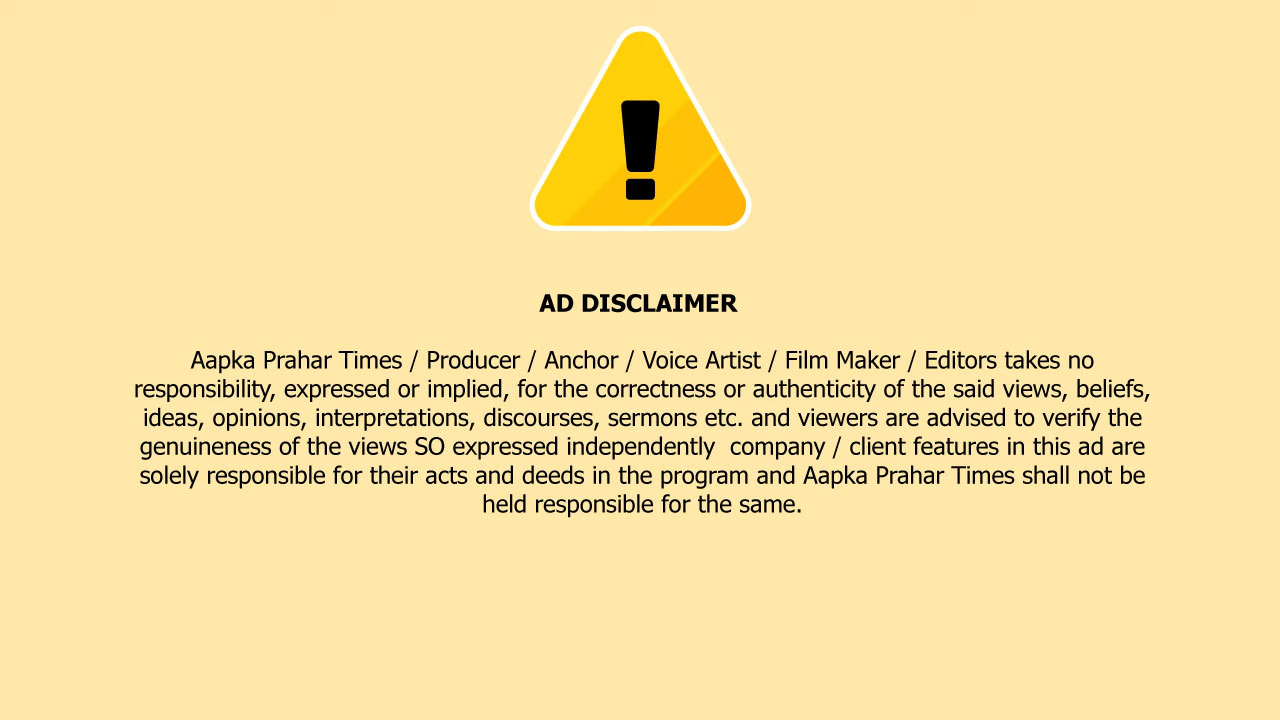 AD DISCLAIMER
Aapka Prahar Times / Producer / Anchor / Voice Artist / Film Maker / Editors takes no
responsibility, expressed or implied, for the correctness or authenticity of the said views, beliefs,
ideas, opinions, interpretations, discourses, sermons etc. and viewers are advised to verify the
genuineness of the views SO expressed independently  company / client features in this ad are
solely responsible for their acts and deeds in the program and Aapka Prahar Times shall not be
held responsible for the same.